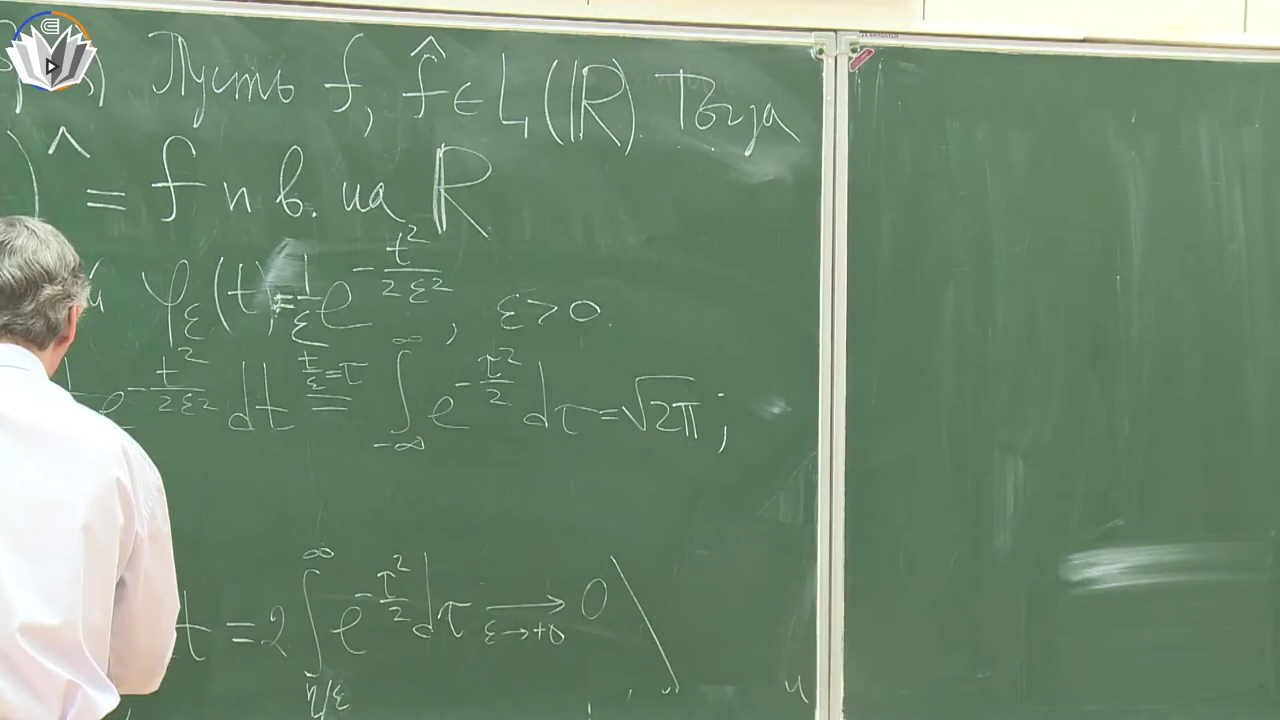 Пусть f, f̂ ∈ L₁(ℝ). Тогда
)^ = f п в. на ℝ
φ_ε(t) = 1/ε e^{-t²/2ε²}, ε > 0.
e^{-t²/2ε²} dt =^{t/ε=τ} ∫_{-∞}^{∞} e^{-τ²/2} dτ = √2π ;
t = 2 ∫_{η/ε}^{∞} e^{-τ²/2} dτ →_{ε→+0} 0